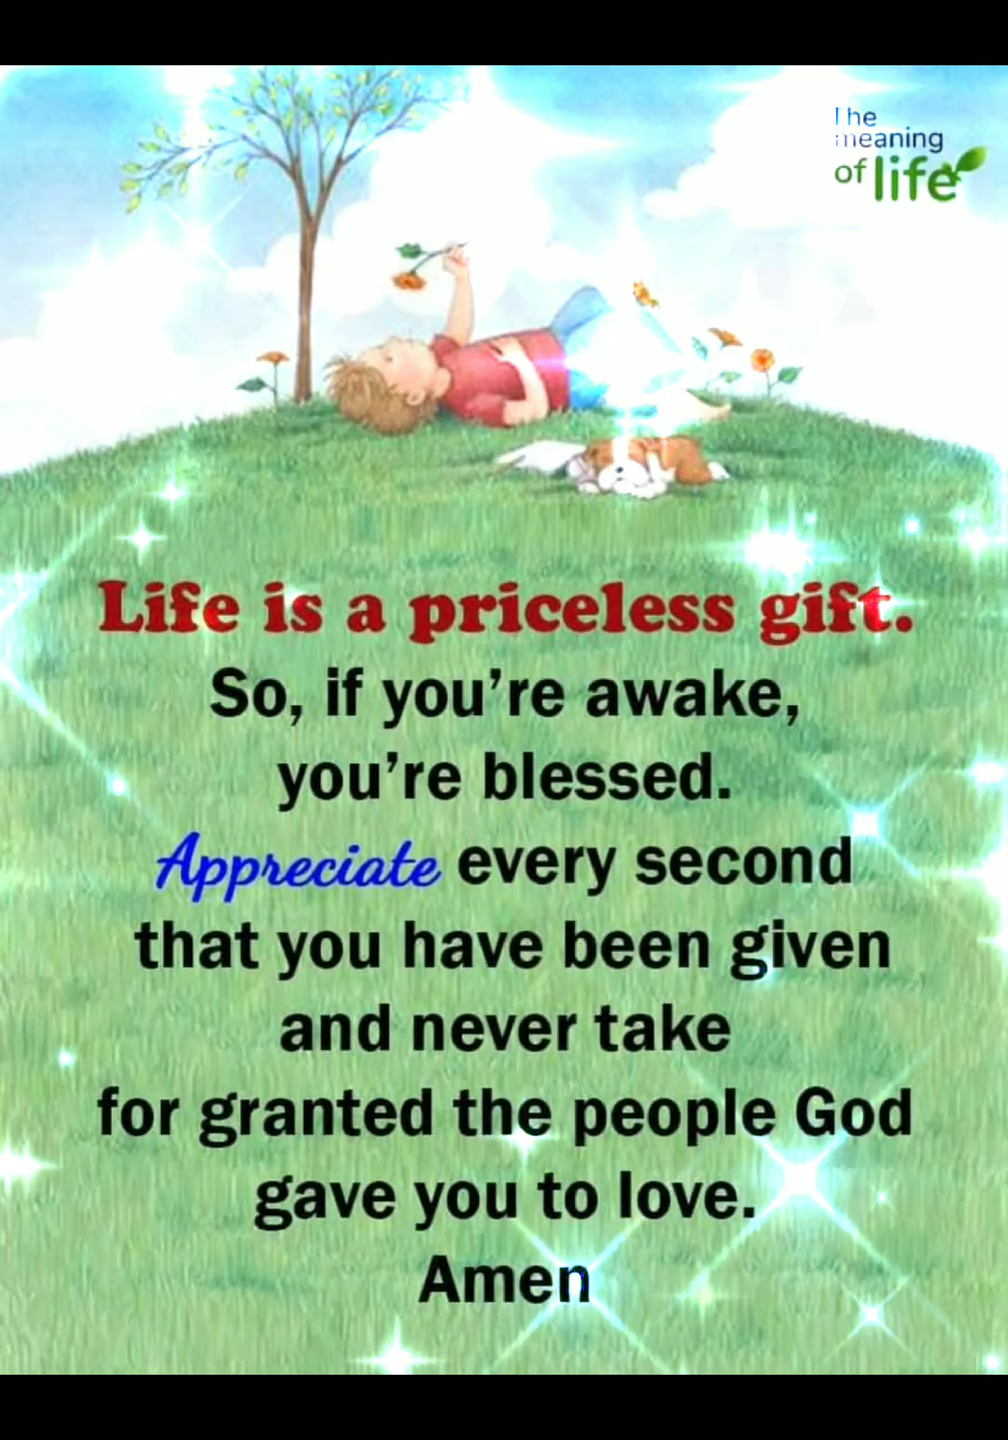 The
meaning
of life
Life is a priceless gift.
So, if you're awake,
you're blessed.
Appreciate every second
that you have been given
and never take
for granted the people God
gave you to love.
Amen